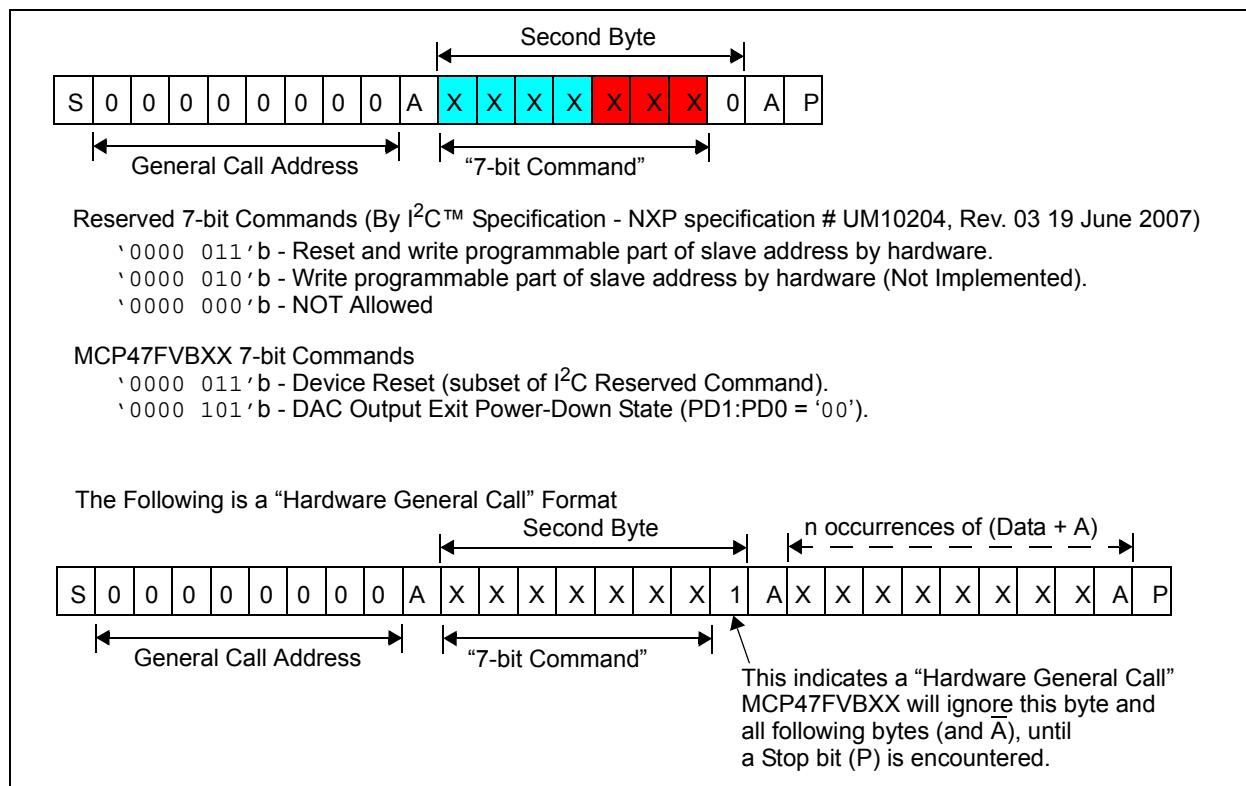 Second Byte
S 0 0 0 0 0 0 0 0 A X X X X X X X 0 A P
General Call Address “7-bit Command”
Reserved 7-bit Commands (By I²C™ Specification - NXP specification # UM10204, Rev. 03 19 June 2007)
‘0000 011’b - Reset and write programmable part of slave address by hardware.
‘0000 010’b - Write programmable part of slave address by hardware (Not Implemented).
‘0000 000’b - NOT Allowed
MCP47FVBXX 7-bit Commands
‘0000 011’b - Device Reset (subset of I²C Reserved Command).
‘0000 101’b - DAC Output Exit Power-Down State (PD1:PD0 = ‘00’).
The Following is a “Hardware General Call” Format
Second Byte n occurrences of (Data + A)
S 0 0 0 0 0 0 0 0 A X X X X X X X 1 A X X X X X X X X A P
General Call Address “7-bit Command”
This indicates a “Hardware General Call”
MCP47FVBXX will ignore this byte and
all following bytes (and A̅), until
a Stop bit (P) is encountered.